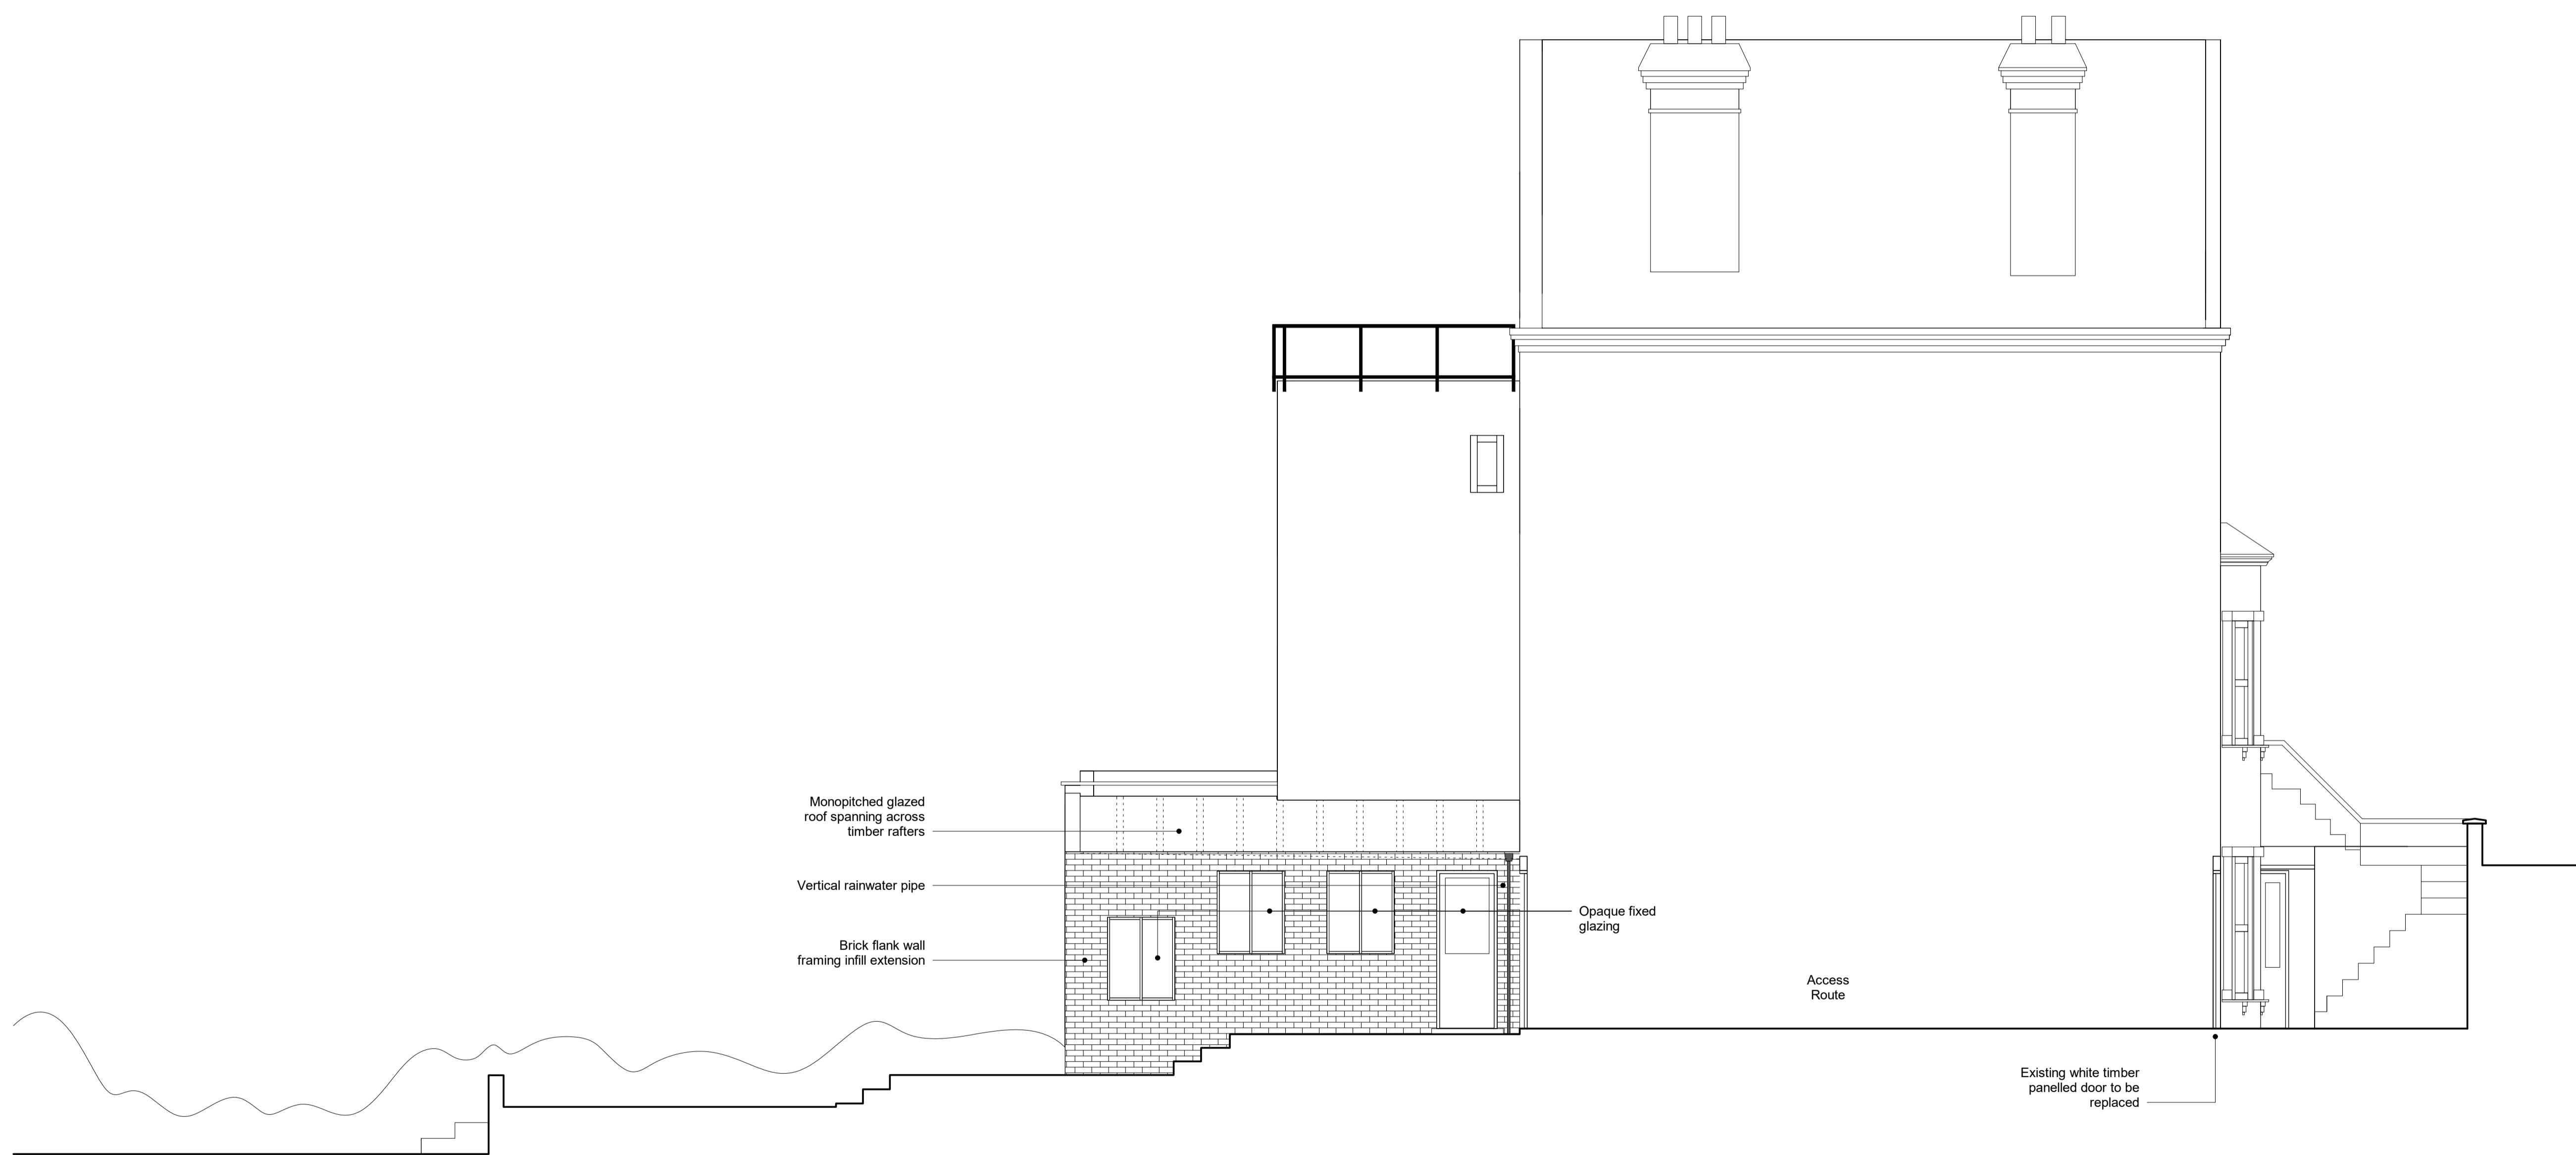 Monopitched glazed
roof spanning across
timber rafters
Vertical rainwater pipe
Brick flank wall
framing infill extension
Opaque fixed
glazing
Access
Route
Existing white timber
panelled door to be
replaced